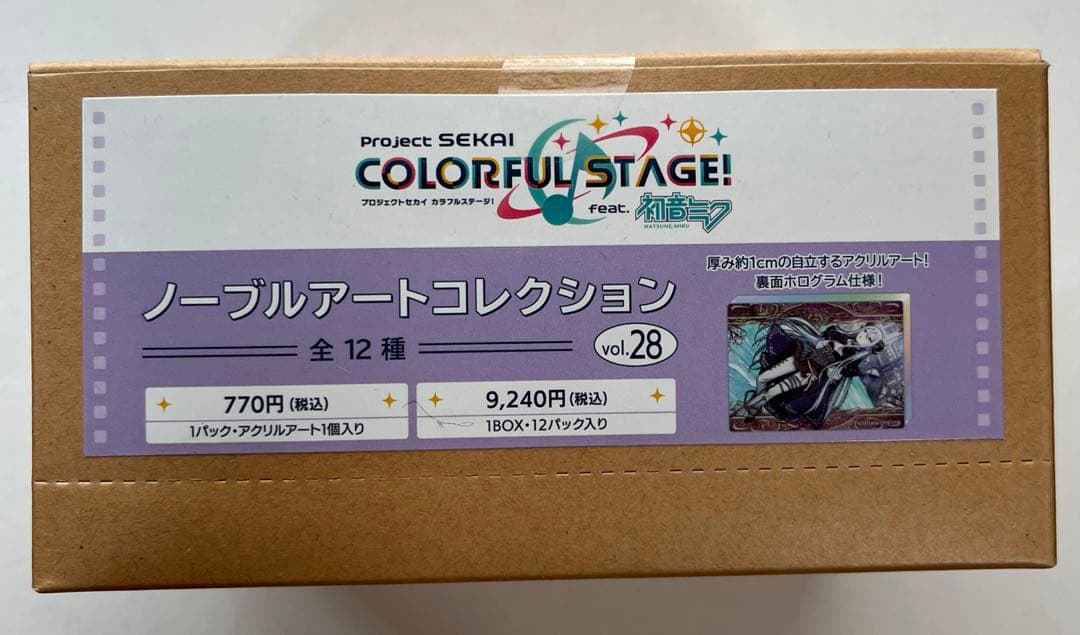 Project SEKAI
COLORFUL STAGE!
プロジェクトセカイ カラフルステージ!
feat. 初音ミク
HATSUNE MIKU
厚み約1cmの自立するアクリルアート!
裏面ホログラム仕様!
ノーブルアートコレクション
全12種
vol.28
770円(税込)
1パック・アクリルアート1個入り
9,240円(税込)
1BOX・12パック入り